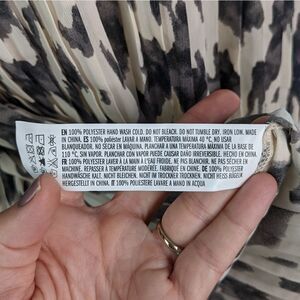 EN 100% POLYESTER HAND WASH COLD. DO NOT BLEACH. DO NOT TUMBLE DRY. IRON LOW. MADE
IN CHINA. ES 100% poliéster LAVAR A MANO. TEMPERATURA MÁXIMA 40 °C. NO USAR
BLANQUEADOR. NO SECAR EN MÁQUINA. PLANCHAR A UNA TEMPERATURA MÁXIMA DE LA BASE DE
110 °C, SIN VAPOR. PLANCHAR CON VAPOR PUEDE CAUSAR DAÑO IRREVERSIBLE. HECHO EN CHINA.
FR 100% POLYESTER LAVER À LA MAIN À L'EAU FROIDE. NE PAS BLANCHIR. NE PAS SÉCHER EN
MACHINE. REPASSER À TEMPÉRATURE MODÉRÉE. FABRIQUÉ EN CHINE. DE 100% POLYESTER
KALT. NICHT BLEICHEN. NICHT IM TROCKNER TROCKNEN. NICHT HEISS BÜGELN
HERGESTELLT IN CHINA. IT 100% POLIESTERE LAVARE A MANO IN ACQUA